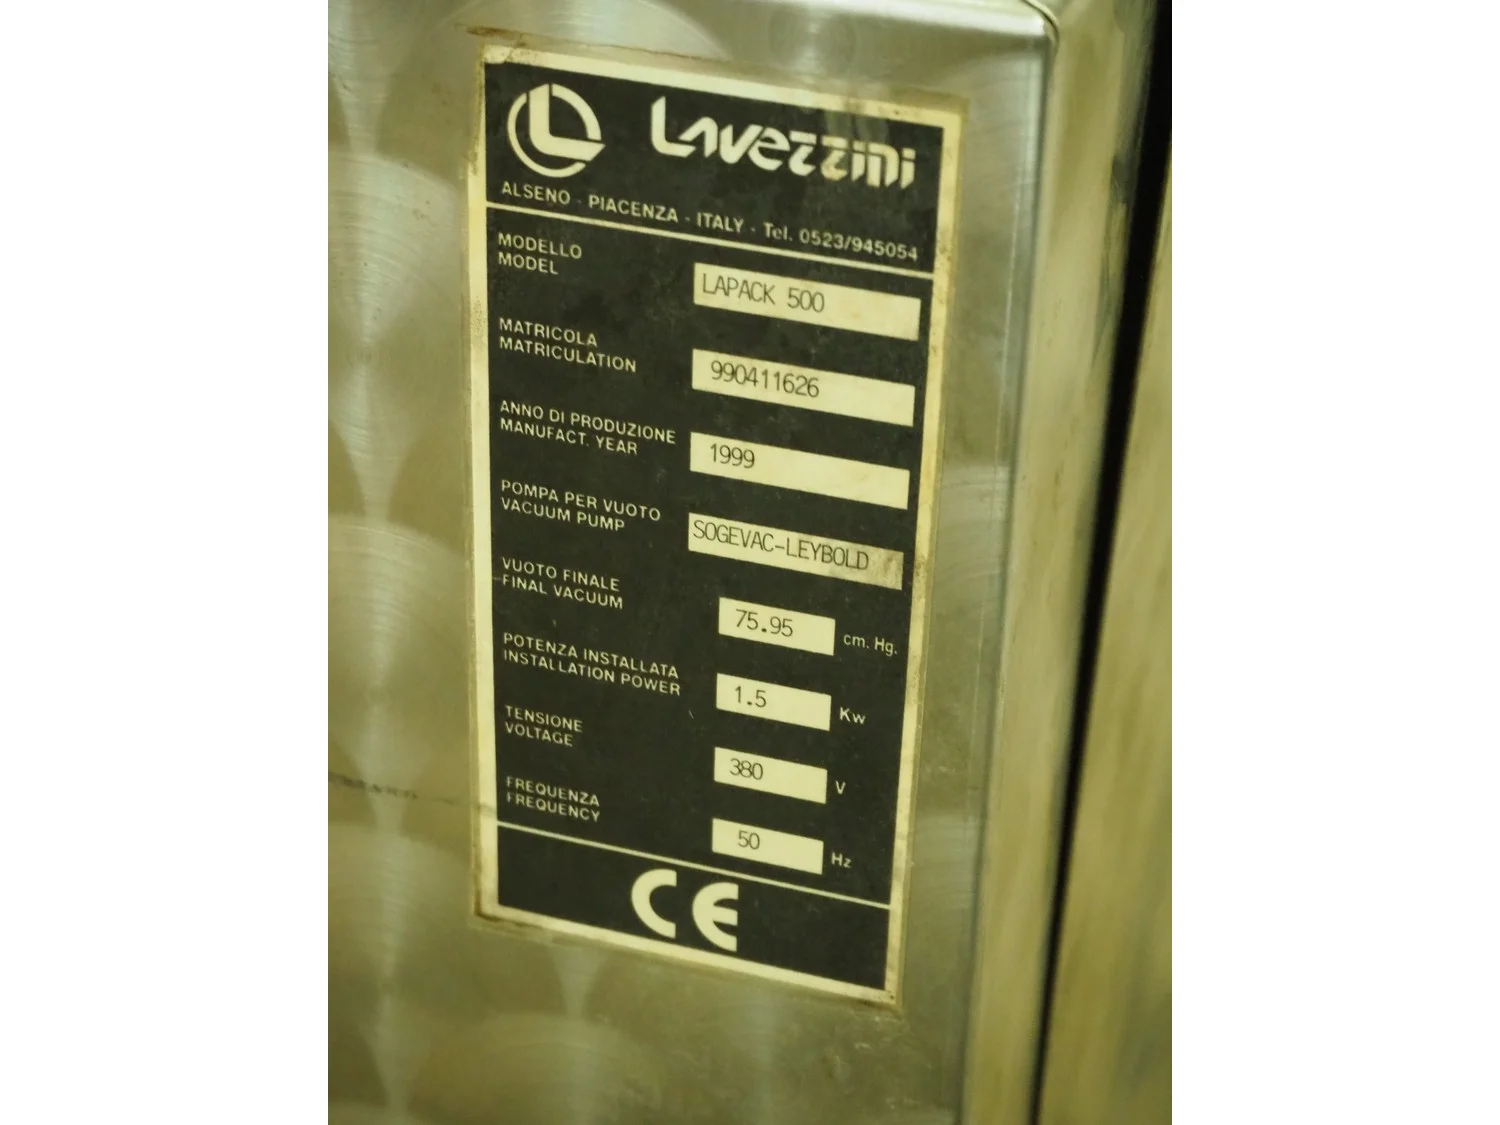 L Lavezzini
ALSENO - PIACENZA - ITALY - Tel. 0523/945054
MODELLO
MODEL
LAPACK 500
MATRICOLA
MATRICULATION
990411626
ANNO DI PRODUZIONE
MANUFACT. YEAR
1999
POMPA PER VUOTO
VACUUM PUMP
SOGEVAC-LEYBOLD
VUOTO FINALE
FINAL VACUUM
75.95 cm. Hg.
POTENZA INSTALLATA
INSTALLATION POWER
1.5 Kw
TENSIONE
VOLTAGE
380 V
FREQUENZA
FREQUENCY
50 Hz
CE